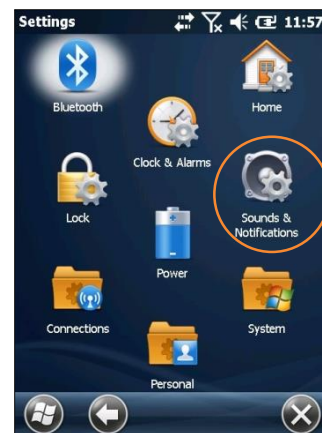 Settings 11:57
Bluetooth
Home
Clock & Alarms
Lock
Sounds &
Notifications
Power
Connections
System
Personal